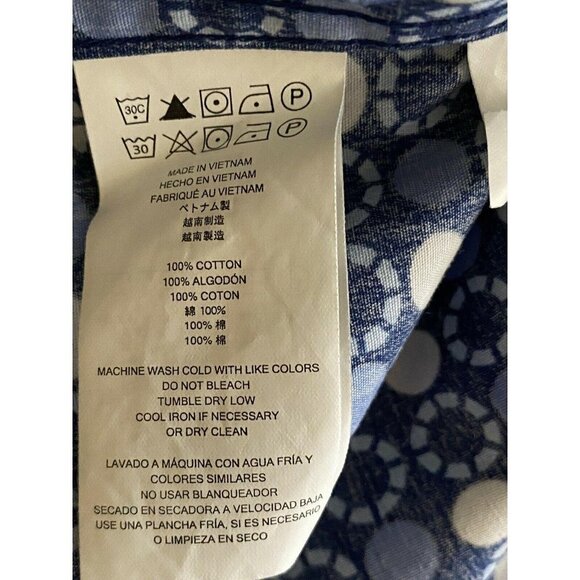 30C P
30 P
MADE IN VIETNAM
HECHO EN VIETNAM
FABRIQUÉ AU VIETNAM
ベトナム製
越南制造
越南製造
100% COTTON
100% ALGODÓN
100% COTON
綿 100%
100% 棉
100% 棉
MACHINE WASH COLD WITH LIKE COLORS
DO NOT BLEACH
TUMBLE DRY LOW
COOL IRON IF NECESSARY
OR DRY CLEAN
LAVADO A MÁQUINA CON AGUA FRÍA Y
COLORES SIMILARES
NO USAR BLANQUEADOR
SECADO EN SECADORA A VELOCIDAD BAJA
USE UNA PLANCHA FRÍA, SI ES NECESARIO
O LIMPIEZA EN SECO